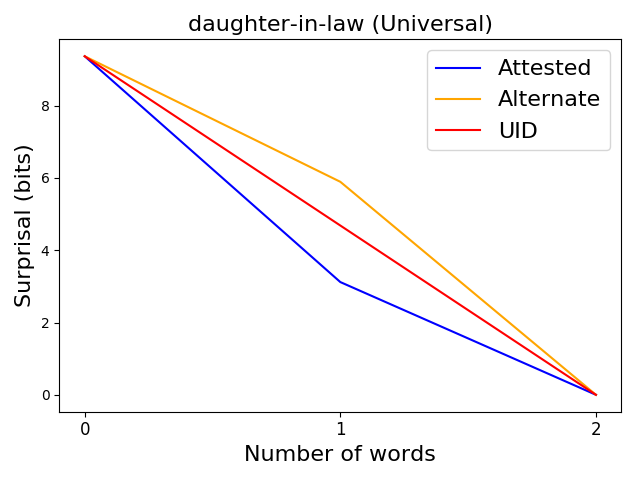 daughter-in-law (Universal)
Attested
Alternate
UID
Surprisal (bits)
8
6
4
2
0
0 1 2
Number of words